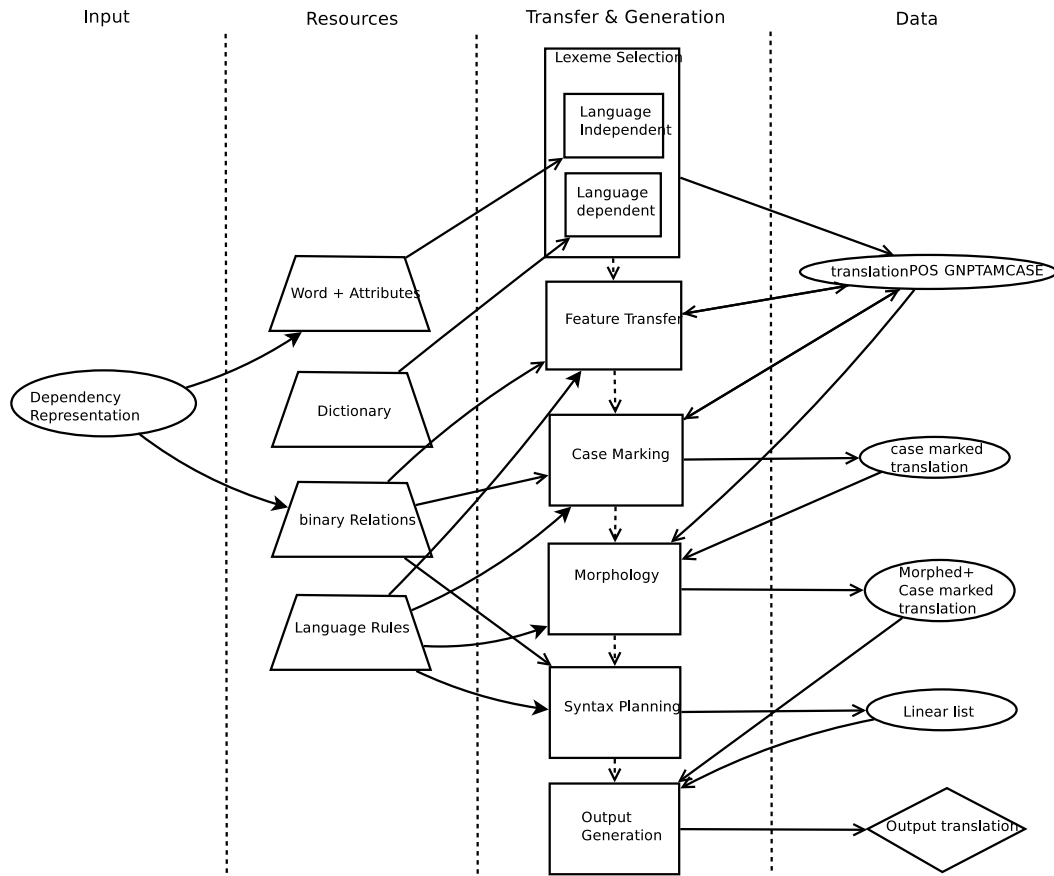 Input
Resources
Transfer & Generation
Data
Lexeme Selection
Language
Independent
Language
dependent
Word + Attributes
translationPOS GNPTAMCASE
Feature Transfer
Dependency
Representation
Dictionary
Case Marking
case marked
translation
binary Relations
Morphology
Morphed+
Case marked
translation
Language Rules
Syntax Planning
Linear list
Output
Generation
Output translation